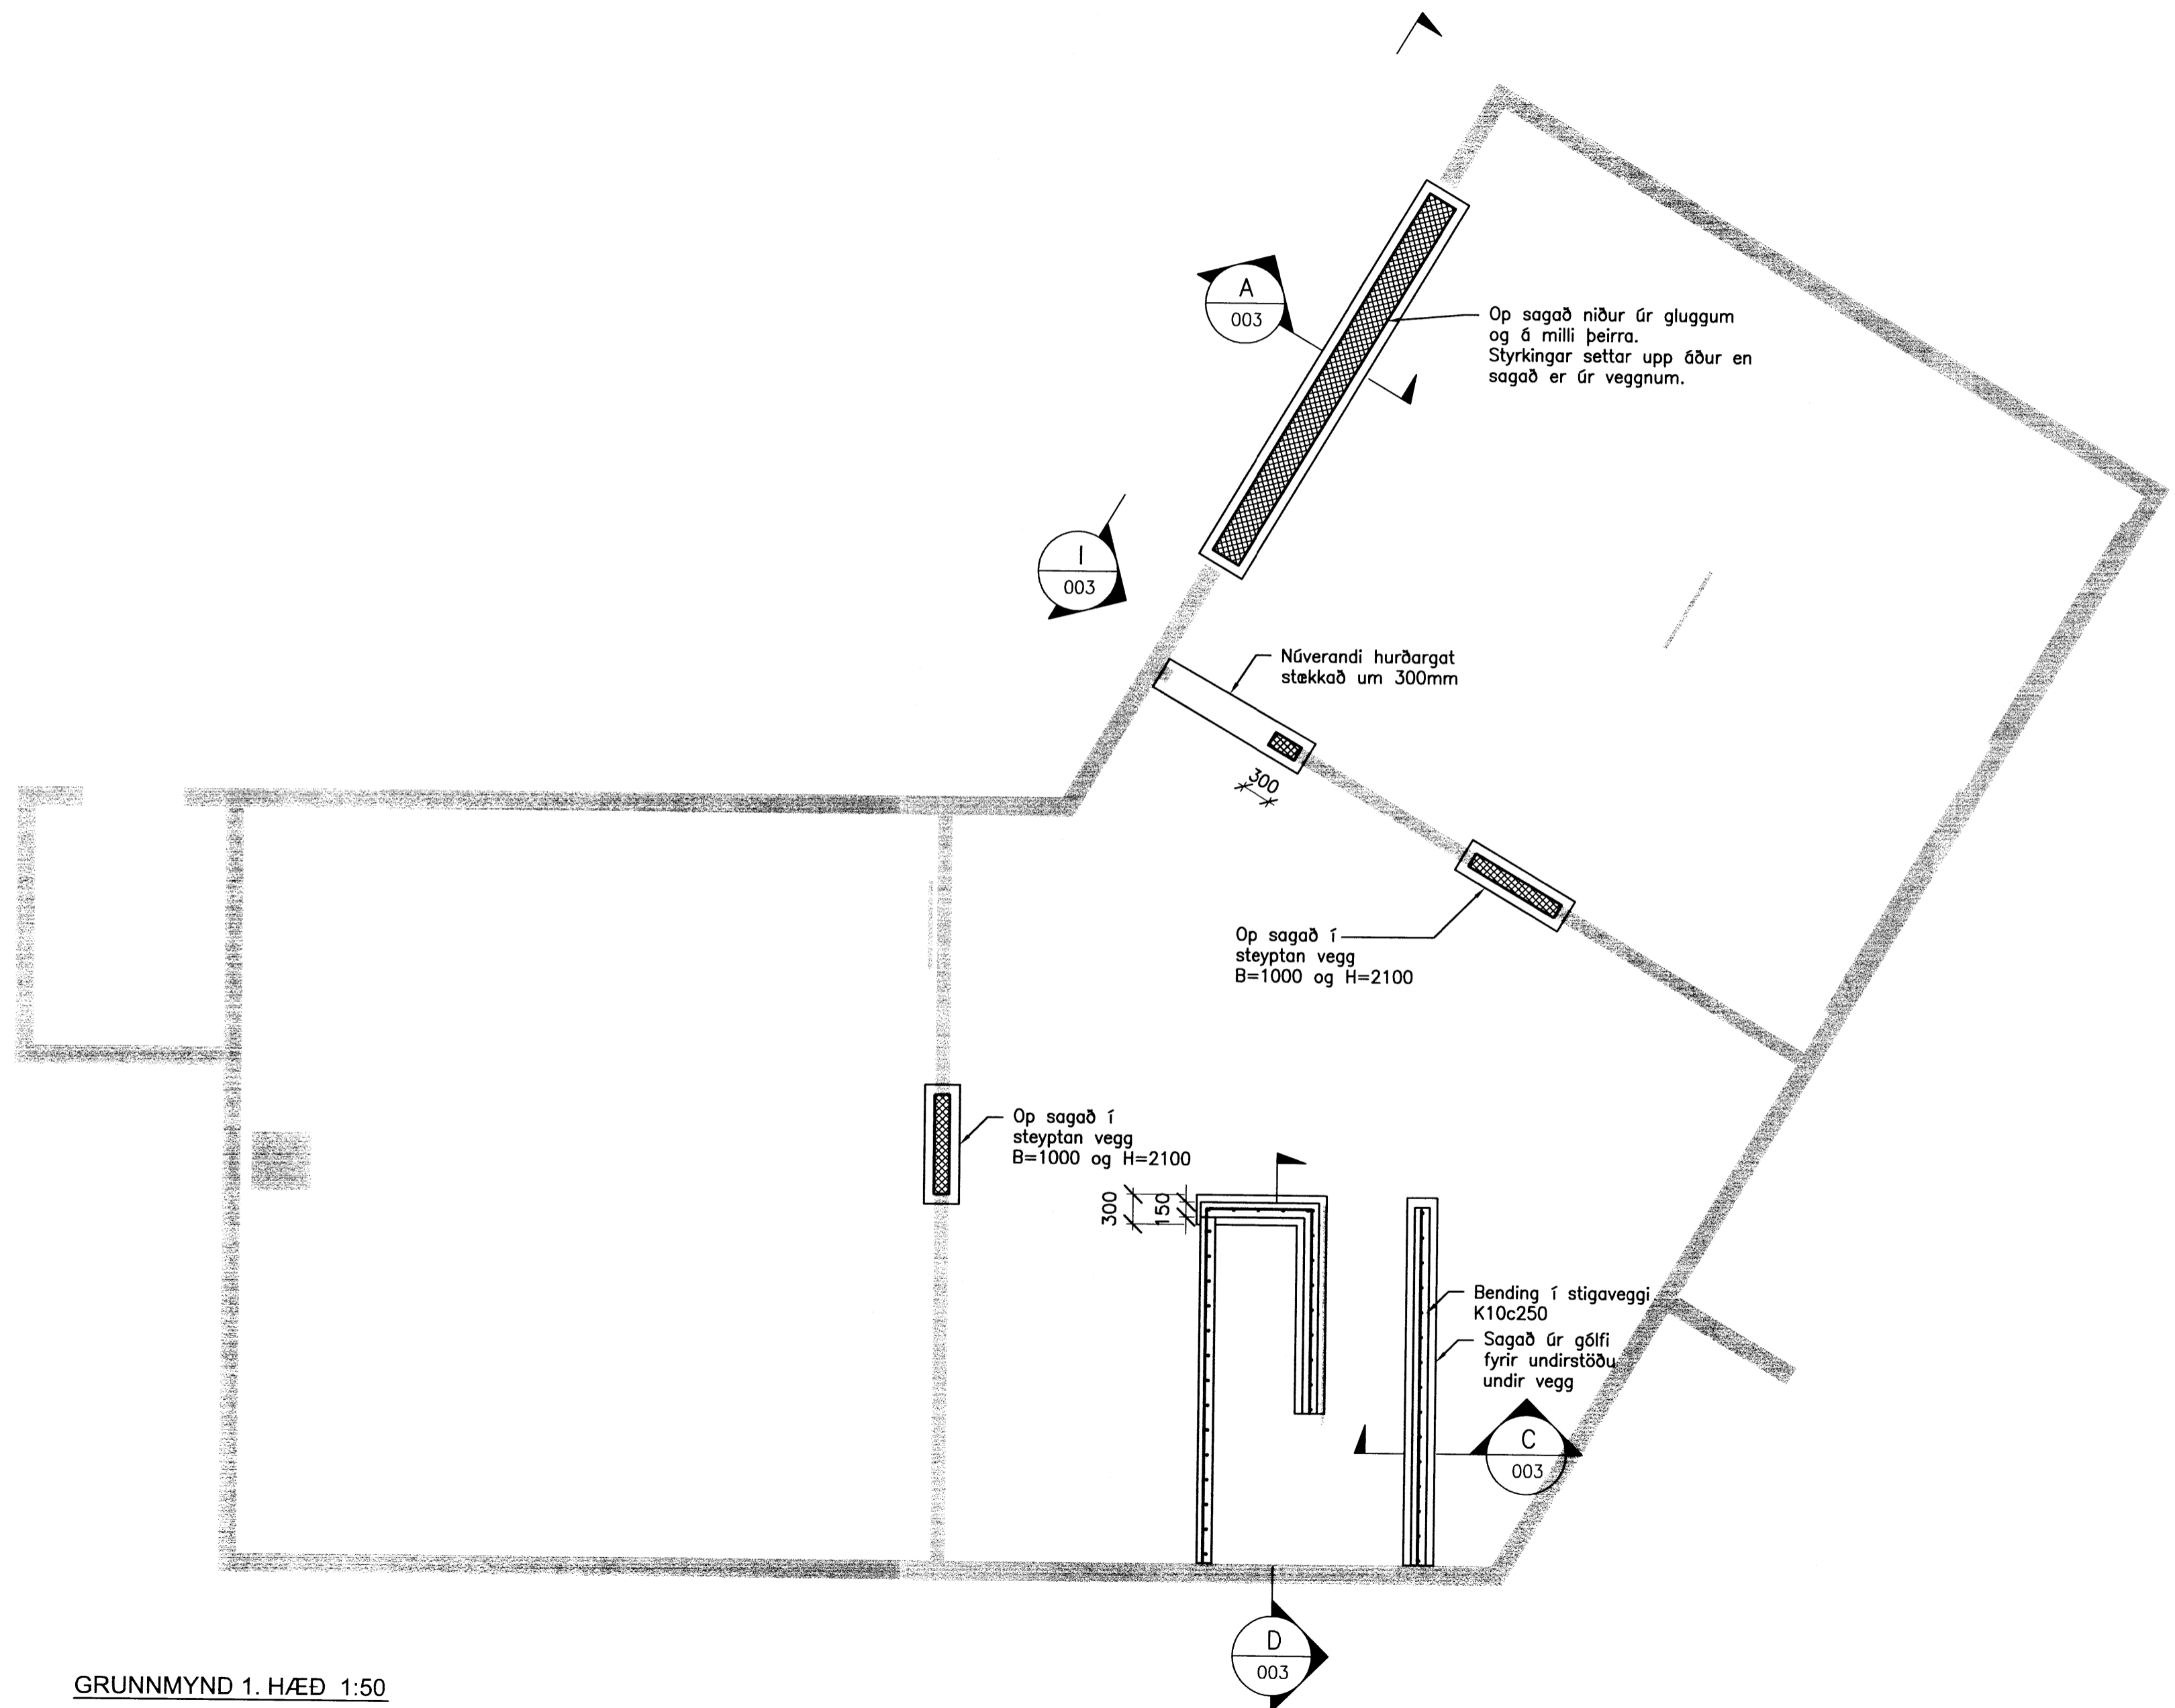 A
003
Op sagað niður úr gluggum
og á milli þeirra.
Styrkingar settar upp áður en
sagað er úr veggnum.
I
003
Núverandi hurðargat
stækkað um 300mm
300
Op sagað í
steyptan vegg
B=1000 og H=2100
Op sagað í
steyptan vegg
B=1000 og H=2100
300
150
Bending í stigaveggi
K10c250
Sagað úr gólfi
fyrir undirstöðu
undir vegg
C
003
D
003
GRUNNMYND 1. HÆÐ 1:50